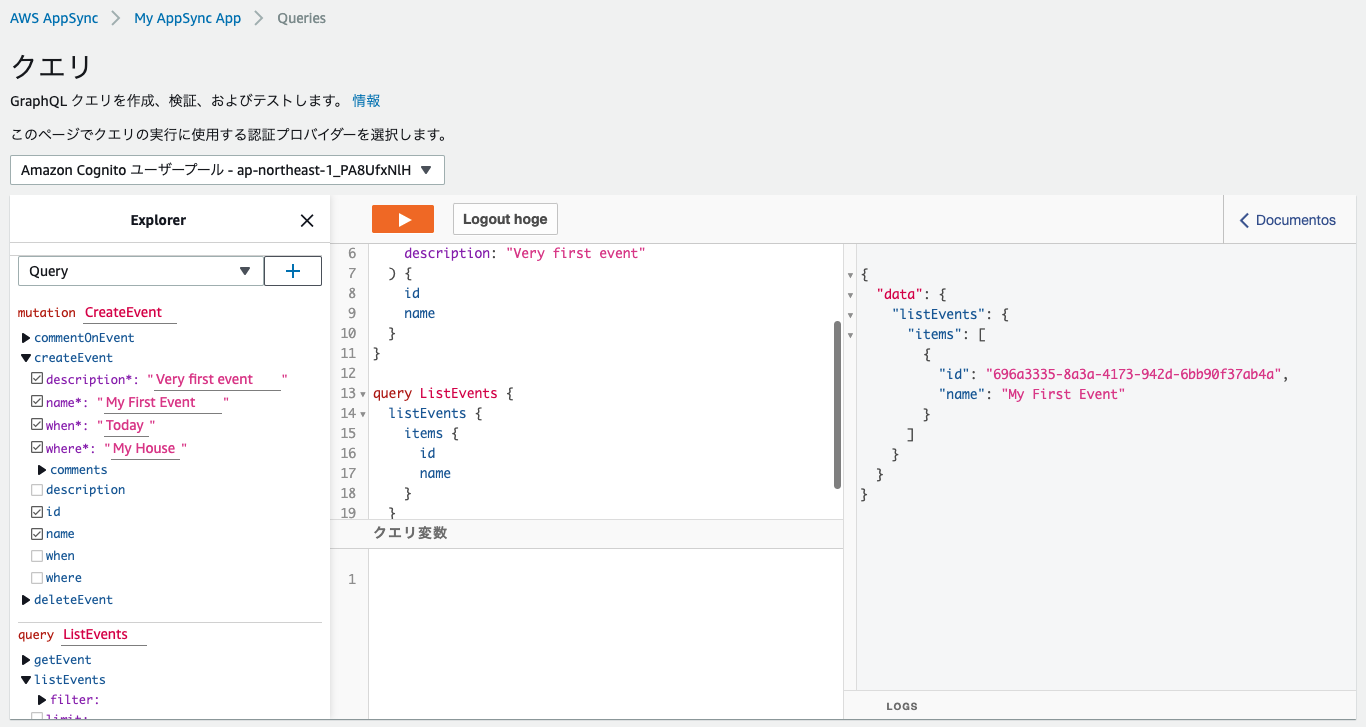 AWS AppSync > My AppSync App > Queries
クエリ
GraphQL クエリを作成、検証、およびテストします。 情報
このページでクエリの実行に使用する認証プロバイダーを選択します。
Amazon Cognito ユーザープール - ap-northeast-1_PA8UfxNlH
Explorer
Query
+
mutation CreateEvent
commentOnEvent
createEvent
description*: "Very first event"
name*: "My First Event"
when*: "Today"
where*: "My House"
comments
description
id
name
when
where
deleteEvent
query ListEvents
getEvent
listEvents
filter:
limit:
Logout hoge
6 description: "Very first event"
7 ) {
8 id
9 name
10 }
11 }
12
13 query ListEvents {
14 listEvents {
15 items {
16 id
17 name
18 }
19 }
クエリ変数
1
Documentos
{
"data": {
"listEvents": {
"items": [
{
"id": "696a3335-8a3a-4173-942d-6bb90f37ab4a",
"name": "My First Event"
}
]
}
}
}
LOGS